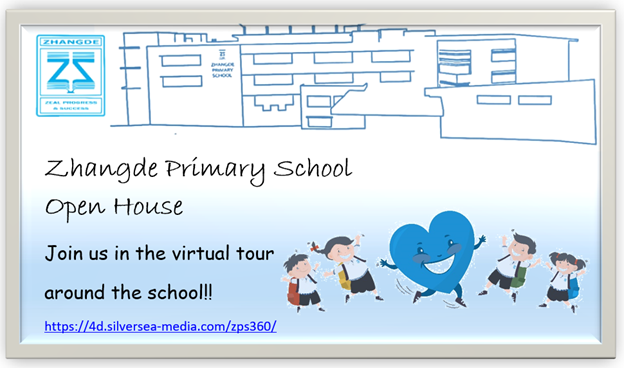 ZHANGDE
ZS
ZEAL PROGRESS
& SUCCESS
ZHANGDE
PRIMARY
SCHOOL
Zhangde Primary School
Open House
Join us in the virtual tour
around the school!!
https://4d.silversea-media.com/zps360/